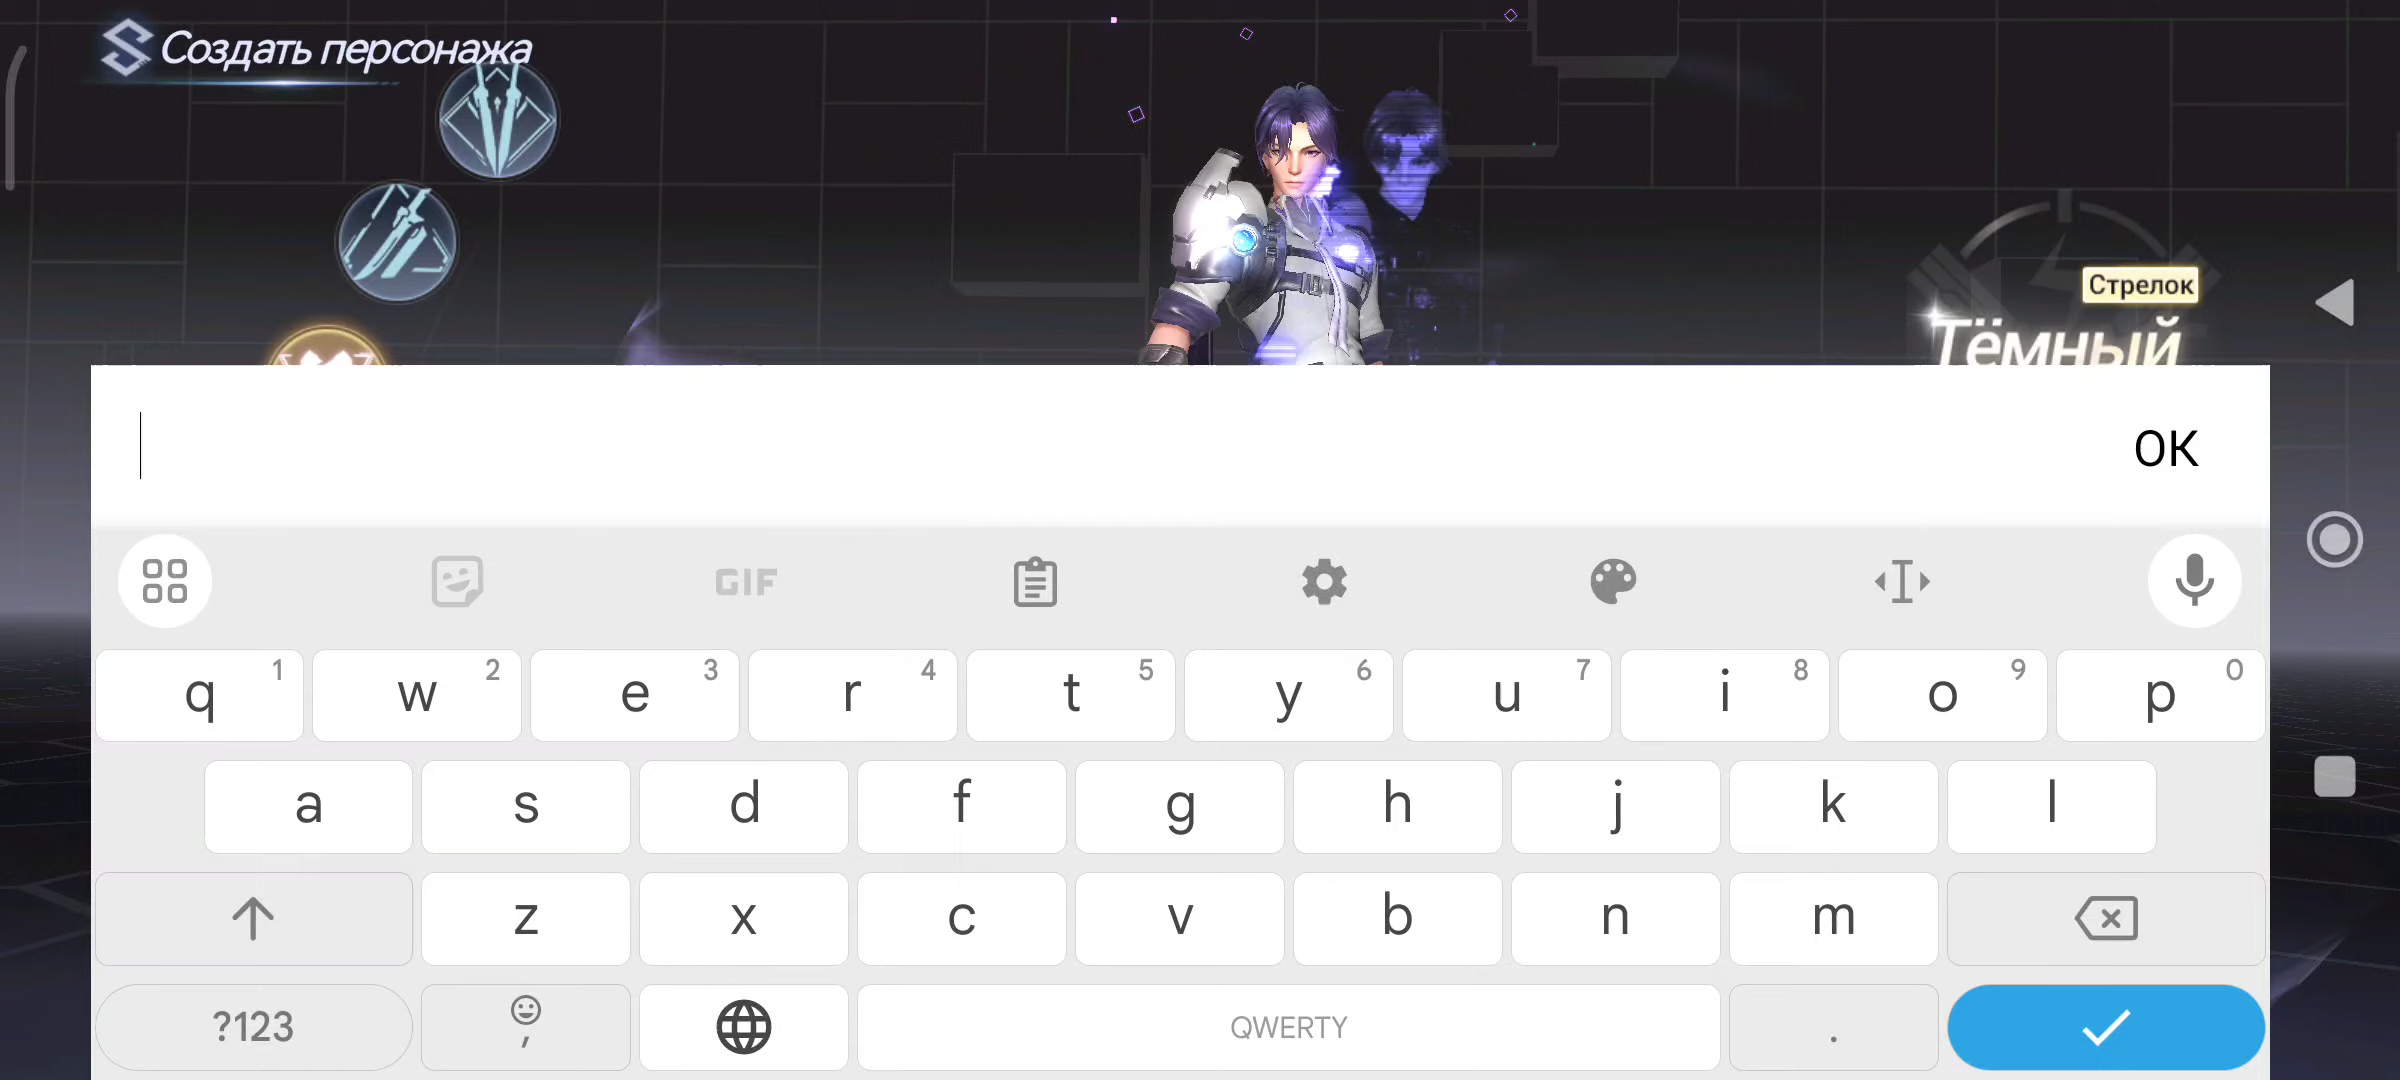 Создать персонажа
Стрелок
Тёмный
OK
GIF
q 1 w 2 e 3 r 4 t 5 y 6 u 7 i 8 o 9 p 0
a s d f g h j k l
z x c v b n m
?123 , QWERTY .